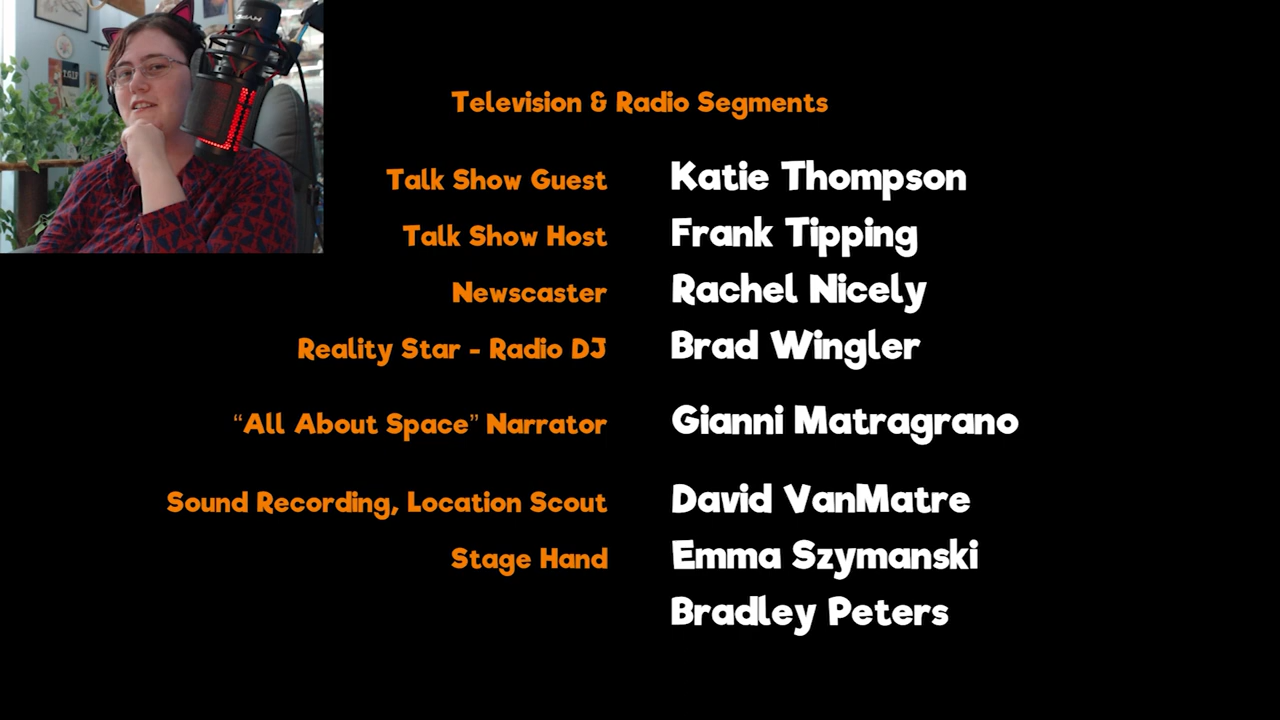 Television & Radio Segments
Talk Show Guest Katie Thompson
Talk Show Host Frank Tipping
Newscaster Rachel Nicely
Reality Star - Radio DJ Brad Wingler
“All About Space” Narrator Gianni Matragrano
Sound Recording, Location Scout David VanMatre
Stage Hand Emma Szymanski
Bradley Peters